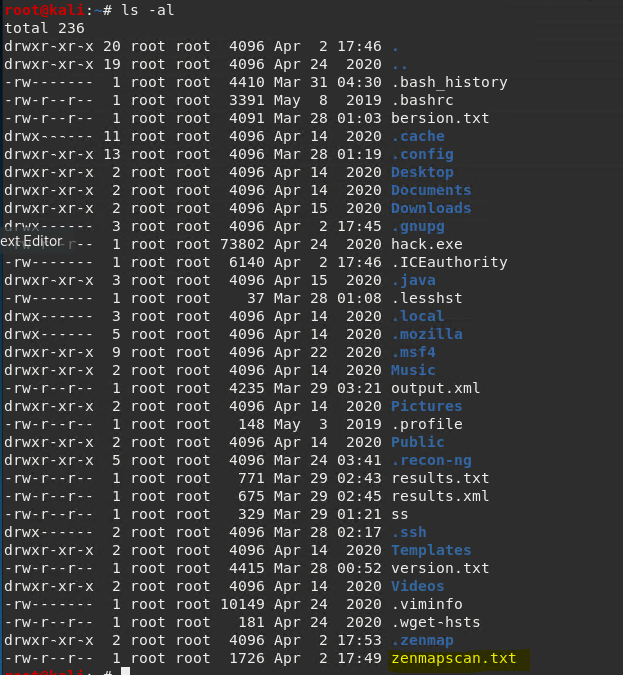 root@kali:~# ls -al
total 236
drwxr-xr-x 20 root root  4096 Apr  2 17:46 .
drwxr-xr-x 19 root root  4096 Apr 24  2020 ..
-rw-------  1 root root  4410 Mar 31 04:30 .bash_history
-rw-r--r--  1 root root  3391 May  8  2019 .bashrc
-rw-r--r--  1 root root  4091 Mar 28 01:03 bersion.txt
drwx------ 11 root root  4096 Apr 14  2020 .cache
drwxr-xr-x 13 root root  4096 Mar 28 01:19 .config
drwxr-xr-x  2 root root  4096 Apr 14  2020 Desktop
drwxr-xr-x  2 root root  4096 Apr 14  2020 Documents
drwxr-xr-x  2 root root  4096 Apr 15  2020 Downloads
drwx------  3 root root  4096 Apr  2 17:45 .gnupg
ext Editor
-rw-r--r--  1 root root 73802 Apr 24  2020 hack.exe
-rw-------  1 root root  6140 Apr  2 17:46 .ICEauthority
drwxr-xr-x  3 root root  4096 Apr 15  2020 .java
-rw-------  1 root root    37 Mar 28 01:08 .lesshst
drwx------  3 root root  4096 Apr 14  2020 .local
drwx------  5 root root  4096 Apr 14  2020 .mozilla
drwxr-xr-x  9 root root  4096 Apr 22  2020 .msf4
drwxr-xr-x  2 root root  4096 Apr 14  2020 Music
-rw-r--r--  1 root root  4235 Mar 29 03:21 output.xml
drwxr-xr-x  2 root root  4096 Apr 14  2020 Pictures
-rw-r--r--  1 root root   148 May  3  2019 .profile
drwxr-xr-x  2 root root  4096 Apr 14  2020 Public
drwxr-xr-x  5 root root  4096 Mar 24 03:41 .recon-ng
-rw-r--r--  1 root root   771 Mar 29 02:43 results.txt
-rw-r--r--  1 root root   675 Mar 29 02:45 results.xml
-rw-r--r--  1 root root   329 Mar 29 01:21 ss
drwx------  2 root root  4096 Mar 28 02:17 .ssh
drwxr-xr-x  2 root root  4096 Apr 14  2020 Templates
-rw-r--r--  1 root root  4415 Mar 28 00:52 version.txt
drwxr-xr-x  2 root root  4096 Apr 14  2020 Videos
-rw-------  1 root root 10149 Apr 24  2020 .viminfo
-rw-r--r--  1 root root   181 Apr 24  2020 .wget-hsts
drwxr-xr-x  2 root root  4096 Apr  2 17:53 .zenmap
-rw-r--r--  1 root root  1726 Apr  2 17:49 zenmapscan.txt
root@kali:~#